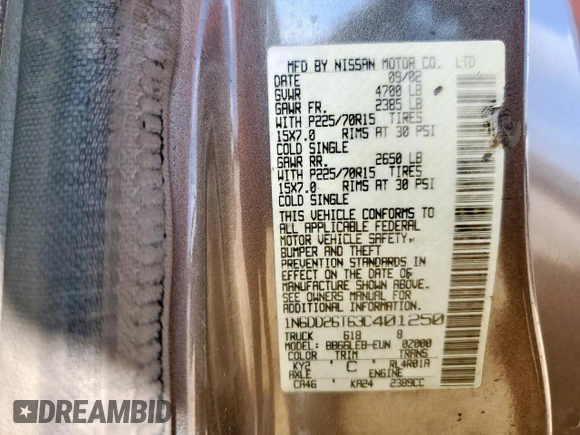 MFD BY NISSAN MOTOR CO. LTD
DATE 09/02
GVWR 4700 LB
GAWR FR. 2385 LB
WITH P225/70R15 TIRES
15X7.0 RIMS AT 30 PSI
COLD SINGLE
GAWR RR. 2650 LB
WITH P225/70R15 TIRES
15X7.0 RIMS AT 30 PSI
COLD SINGLE
THIS VEHICLE CONFORMS TO
ALL APPLICABLE FEDERAL
MOTOR VEHICLE SAFETY,
BUMPER AND THEFT
PREVENTION STANDARDS IN
EFFECT ON THE DATE OF
MANUFACTURE SHOWN ABOVE.
SEE OWNERS MANUAL FOR
ADDITIONAL INFORMATION.
1N6DD26T63C401250
TRUCK 618 8
MODEL: BBGGLEB-EUN 02000
COLOR TRIM TRANS
KY2 C RL4R01A
AXLE ENGINE
CA46 KA24 2389CC
DREAMBID